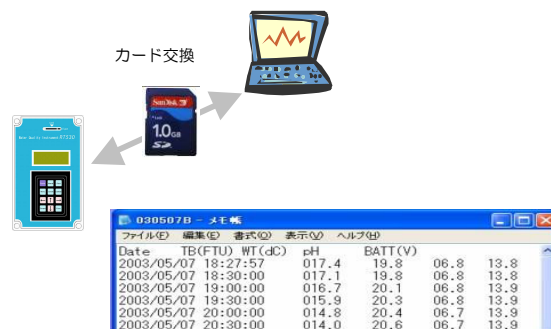 カード交換
SanDisk
1.0GB
030507B - メモ帳
ファイル(F) 編集(E) 書式(O) 表示(V) ヘルプ(H)
Date TB(FTU) WT(dC) pH BATT(V)
2003/05/07 18:27:57 017.4 19.8 06.8 13.8
2003/05/07 18:30:00 017.1 19.8 06.8 13.8
2003/05/07 19:00:00 016.7 20.1 06.8 13.9
2003/05/07 19:30:00 015.9 20.3 06.8 13.9
2003/05/07 20:00:00 014.8 20.4 06.7 13.9
2003/05/07 20:30:00 014.0 20.6 06.7 13.9